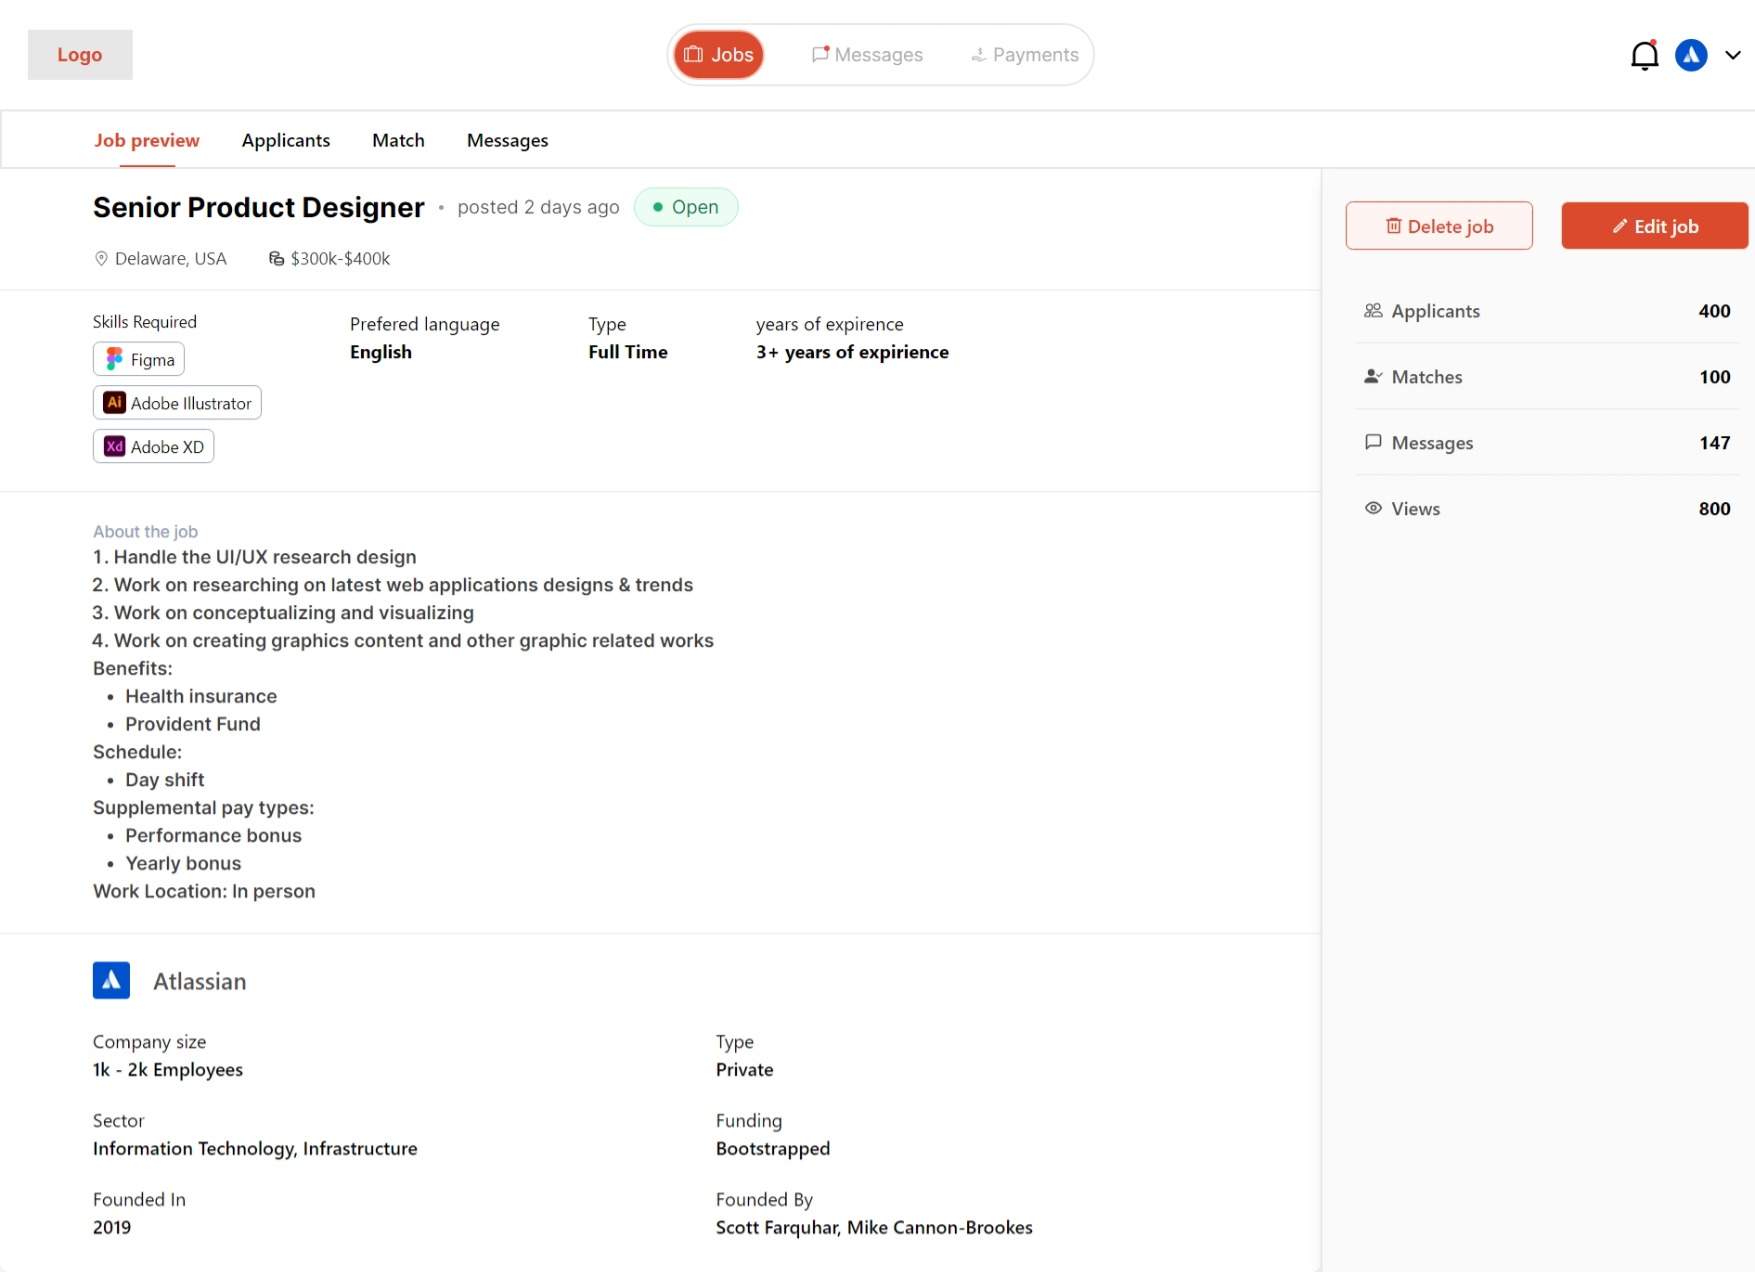 Logo
Jobs
Messages
Payments
Job preview
Applicants
Match
Messages
Senior Product Designer • posted 2 days ago
Open
Delaware, USA
$300k-$400k
Delete job
Edit job
Skills Required
Figma
Adobe Illustrator
Adobe XD
Prefered language
English
Type
Full Time
years of expirence
3+ years of expirience
Applicants 400
Matches 100
Messages 147
Views 800
About the job
1. Handle the UI/UX research design
2. Work on researching on latest web applications designs & trends
3. Work on conceptualizing and visualizing
4. Work on creating graphics content and other graphic related works
Benefits:
• Health insurance
• Provident Fund
Schedule:
• Day shift
Supplemental pay types:
• Performance bonus
• Yearly bonus
Work Location: In person
Atlassian
Company size
1k - 2k Employees
Type
Private
Sector
Information Technology, Infrastructure
Funding
Bootstrapped
Founded In
2019
Founded By
Scott Farquhar, Mike Cannon-Brookes